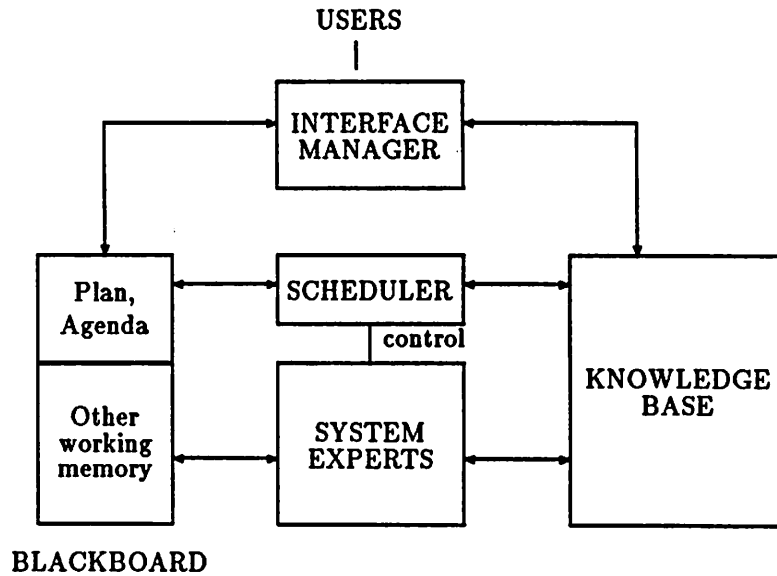 USERS
INTERFACE
MANAGER
Plan,
Agenda
SCHEDULER
control
KNOWLEDGE
BASE
Other
working
memory
SYSTEM
EXPERTS
BLACKBOARD